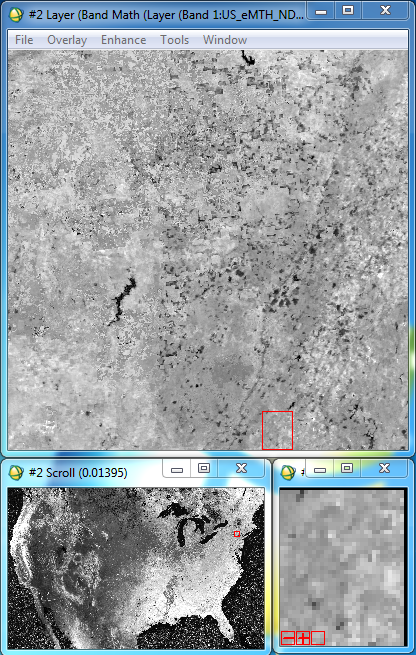 #2 Layer (Band Math (Layer (Band 1:US_eMTH_ND...
File Overlay Enhance Tools Window
#2 Scroll (0.01395)